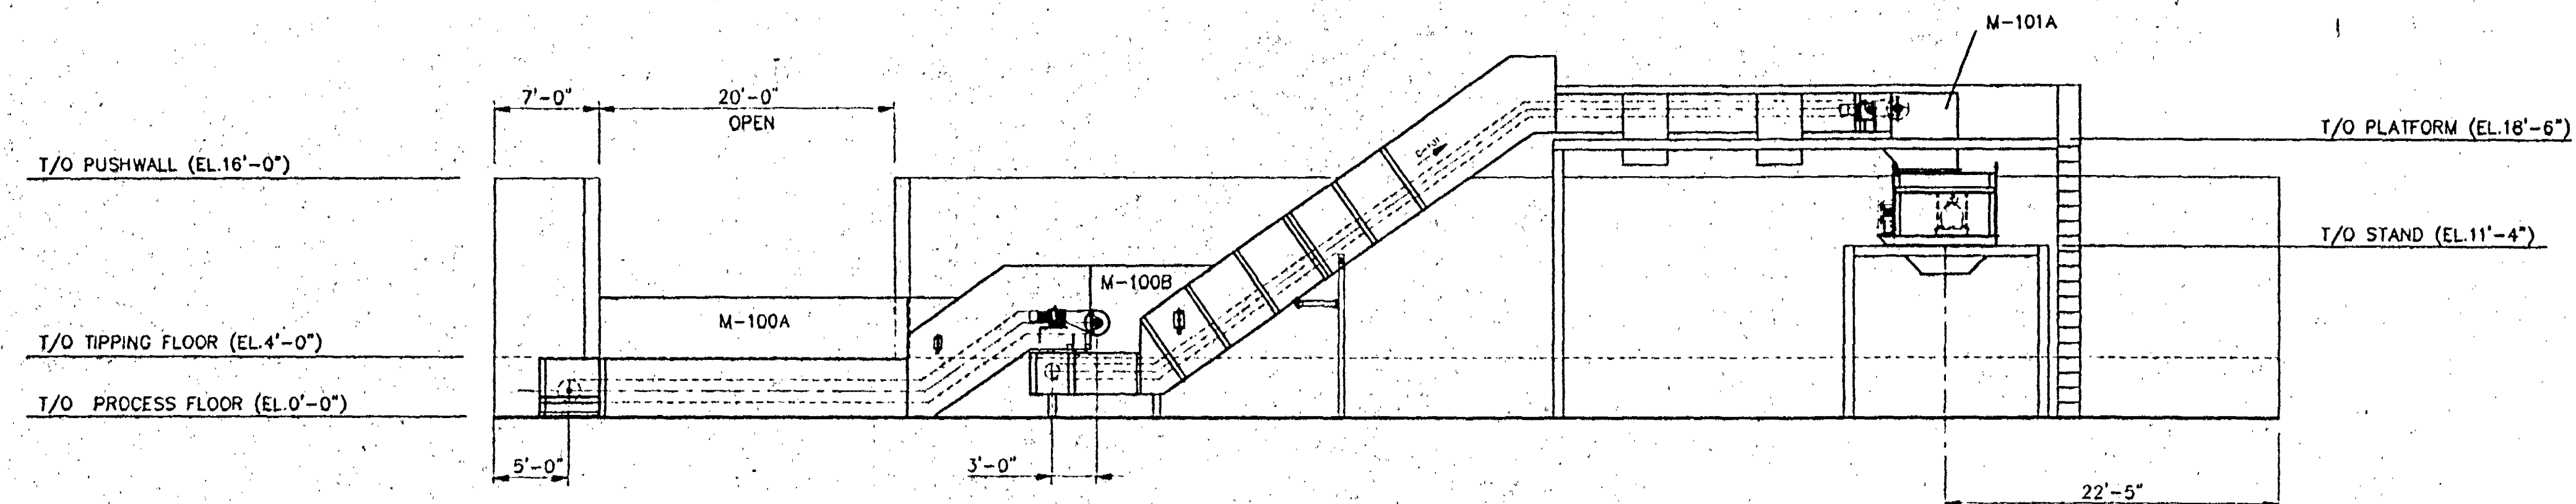 M-101A
7'-0"
20'-0"
OPEN
T/O PLATFORM (EL.18'-6")
T/O PUSHWALL (EL.16'-0")
T/O STAND (EL.11'-4")
M-100B
M-100A
T/O TIPPING FLOOR (EL.4'-0")
T/O PROCESS FLOOR (EL.0'-0")
5'-0"
3'-0"
22'-5"